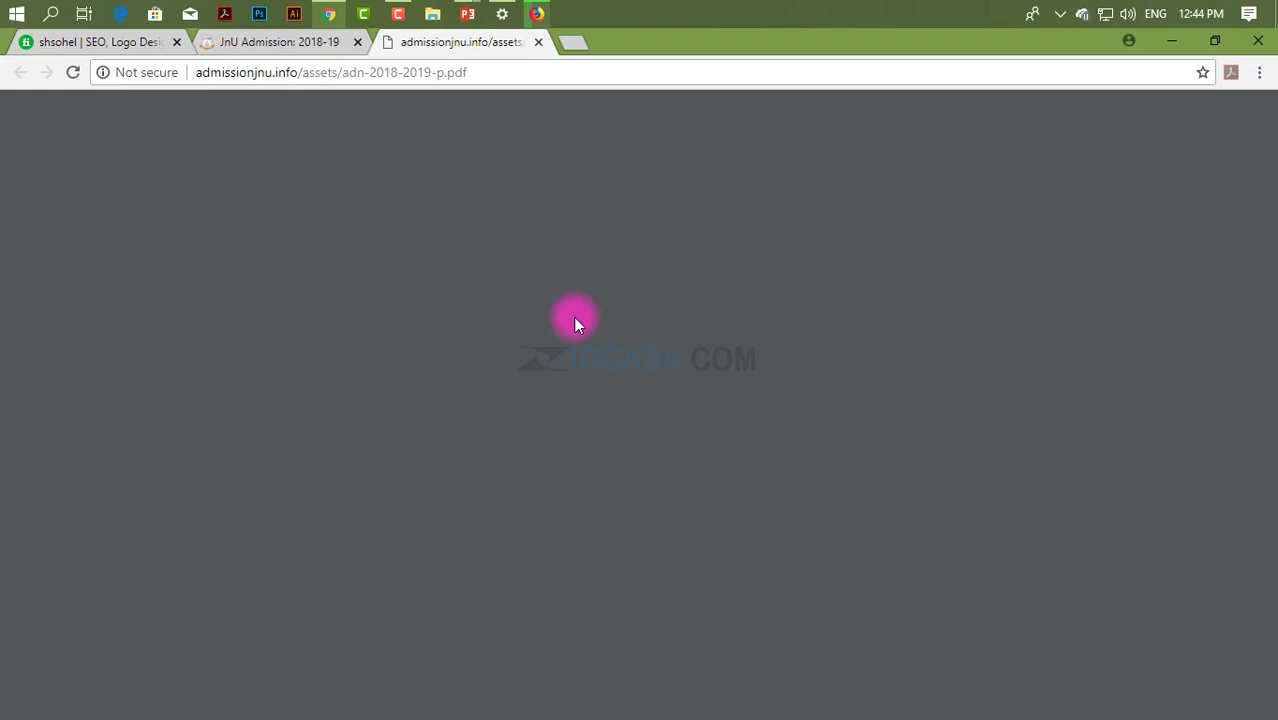 12:44 PM
ENG
shsohel | SEO, Logo Desi
JnU Admission: 2018-19
admissionjnu.info/assets/
Not secure
admissionjnu.info/assets/adn-2018-2019-p.pdf
ZIGGASA.COM